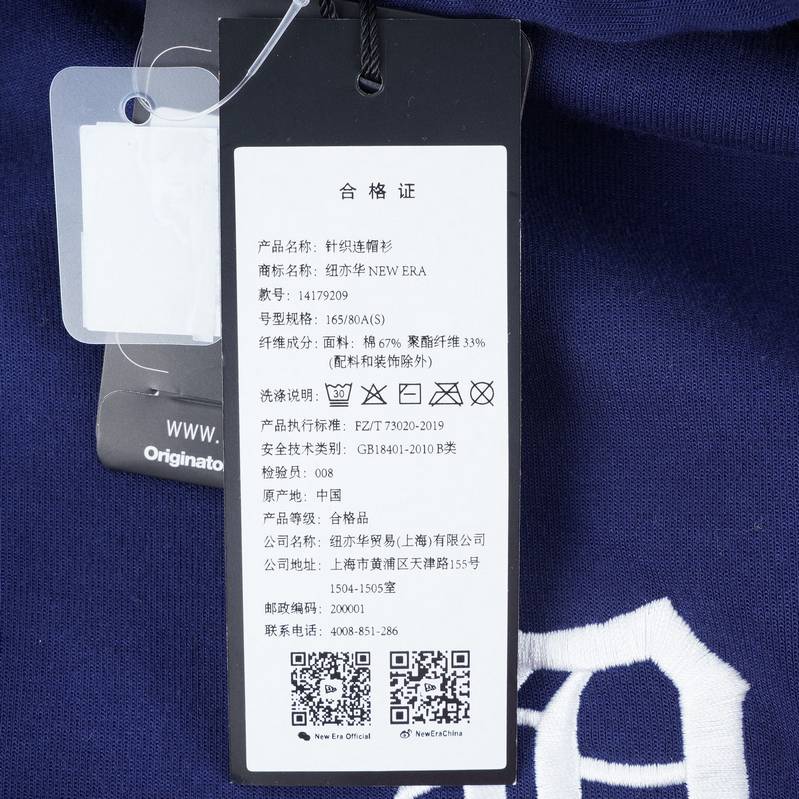 合格证
产品名称：针织连帽衫
商标名称：纽亦华 NEW ERA
款号：14179209
号型规格：165/80A(S)
纤维成分：面料：棉 67% 聚酯纤维 33%
(配料和装饰除外)
洗涤说明：30
产品执行标准：FZ/T 73020-2019
安全技术类别：GB18401-2010 B类
检验员：008
原产地：中国
产品等级：合格品
公司名称：纽亦华贸易(上海)有限公司
公司地址：上海市黄浦区天津路155号
1504-1505室
邮政编码：200001
联系电话：4008-851-286
New Era Official
NewEraChina
WWW.
Originato